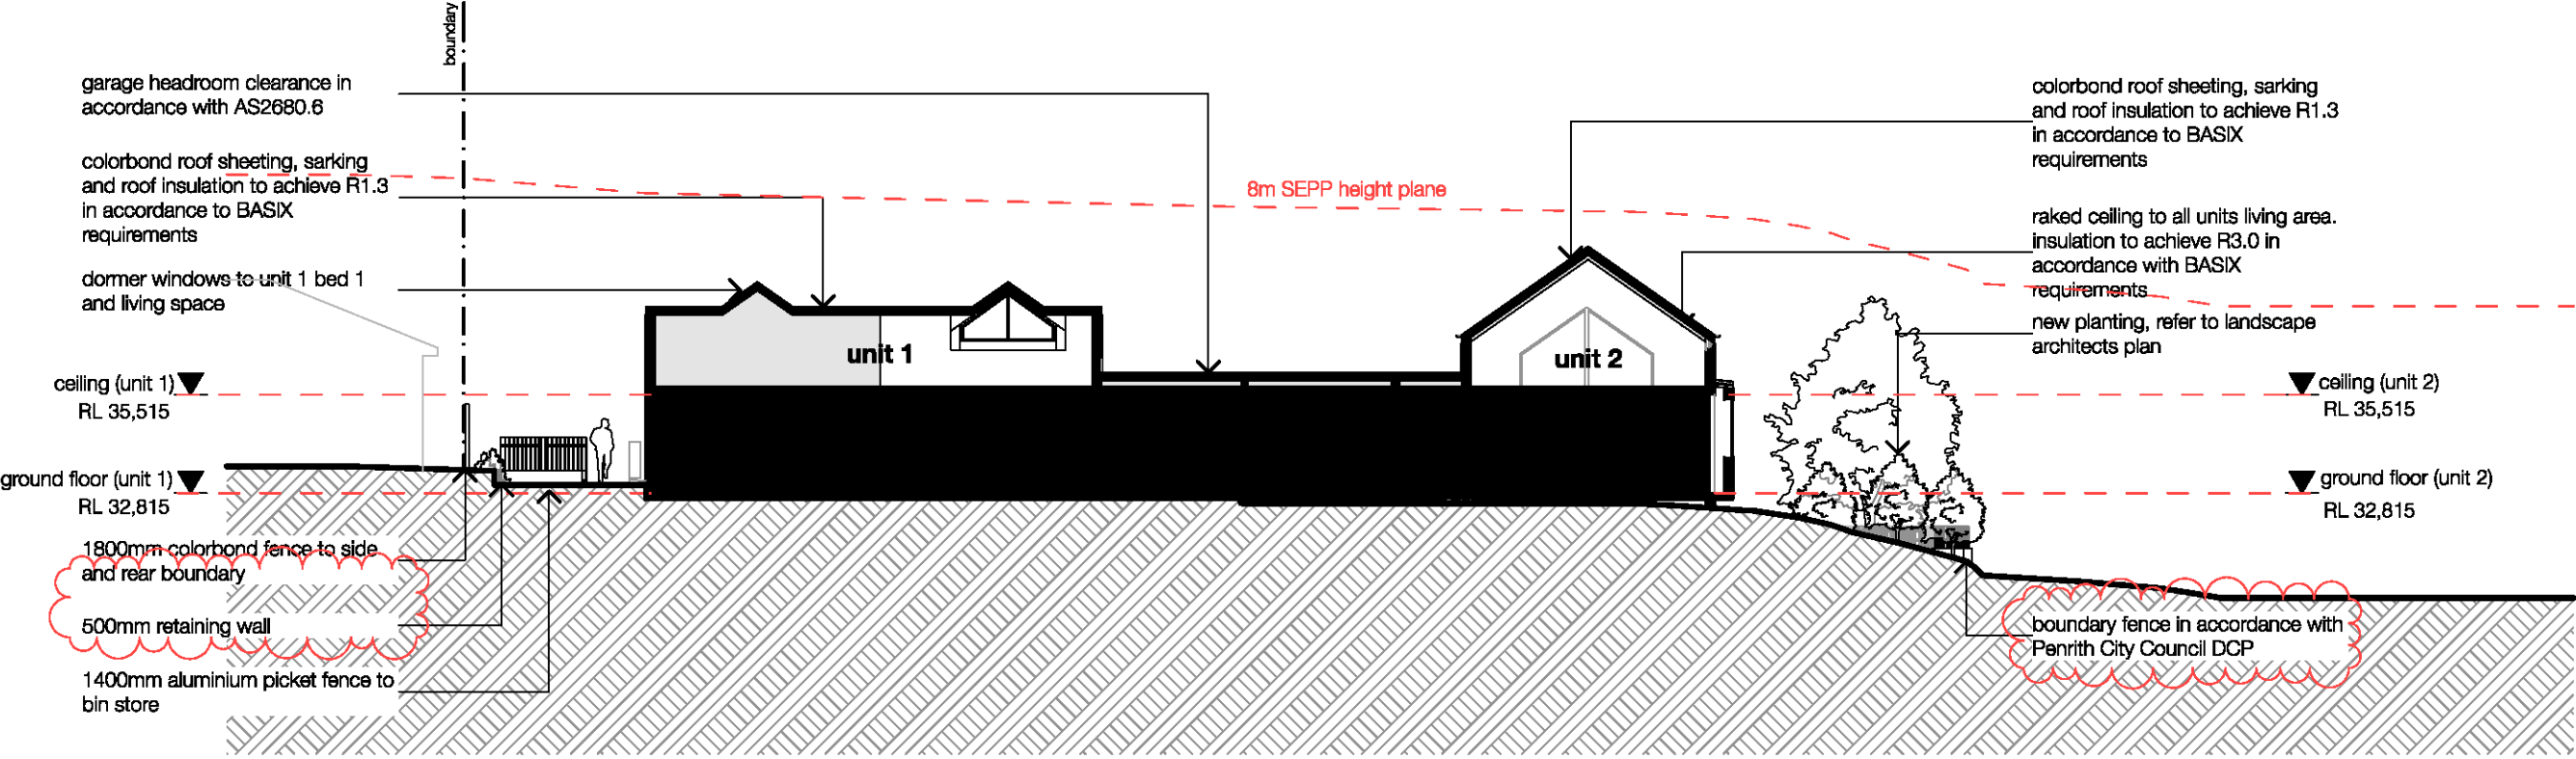 boundary
garage headroom clearance in
accordance with AS2680.6
colorbond roof sheeting, sarking
and roof insulation to achieve R1.3
in accordance to BASIX
requirements
dormer windows to unit 1 bed 1
and living space
ceiling (unit 1)
RL 35,515
ground floor (unit 1)
RL 32,815
1800mm colorbond fence to side
and rear boundary
500mm retaining wall
1400mm aluminium picket fence to
bin store
unit 1
8m SEPP height plane
unit 2
colorbond roof sheeting, sarking
and roof insulation to achieve R1.3
in accordance to BASIX
requirements
raked ceiling to all units living area.
insulation to achieve R3.0 in
accordance with BASIX
requirements
new planting, refer to landscape
architects plan
ceiling (unit 2)
RL 35,515
ground floor (unit 2)
RL 32,815
boundary fence in accordance with
Penrith City Council DCP